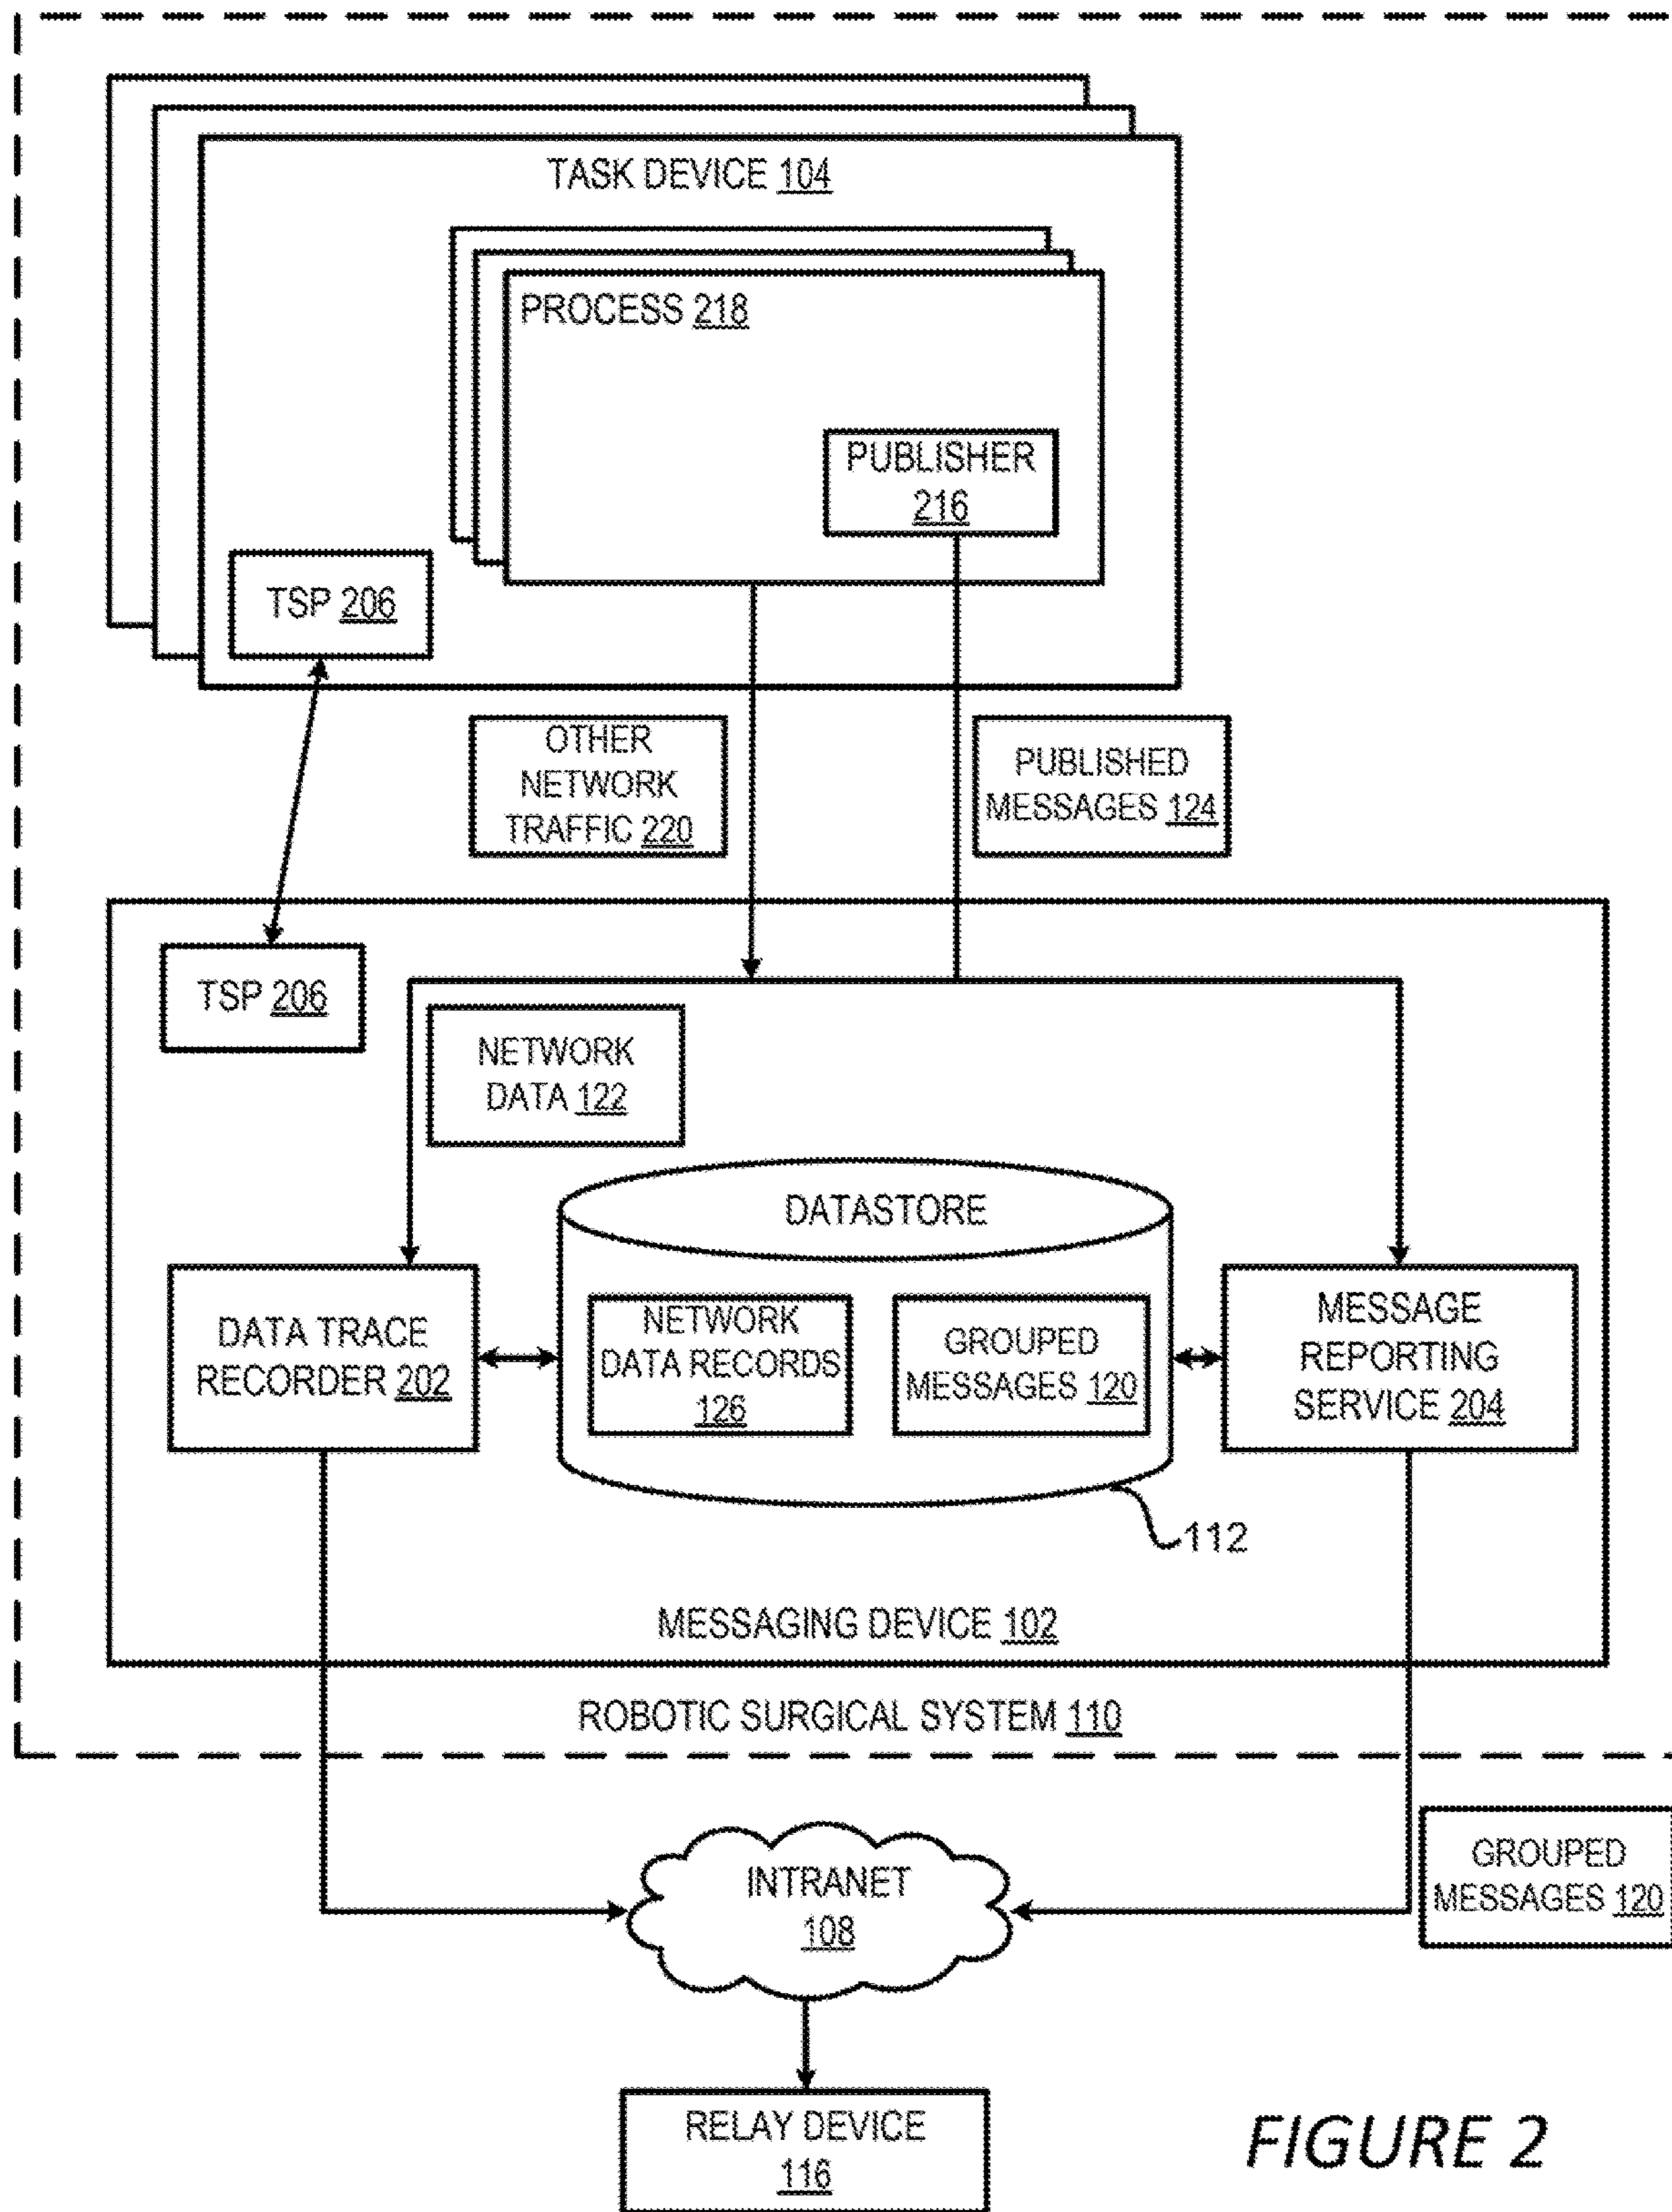 TASK DEVICE 104
PROCESS 218
PUBLISHER
216
TSP 206
OTHER
NETWORK
TRAFFIC 220
PUBLISHED
MESSAGES 124
TSP 206
NETWORK
DATA 122
DATASTORE
DATA TRACE
RECORDER 202
NETWORK
DATA RECORDS
126
GROUPED
MESSAGES 120
MESSAGE
REPORTING
SERVICE 204
112
MESSAGING DEVICE 102
ROBOTIC SURGICAL SYSTEM 110
INTRANET
108
GROUPED
MESSAGES 120
RELAY DEVICE
116
FIGURE 2